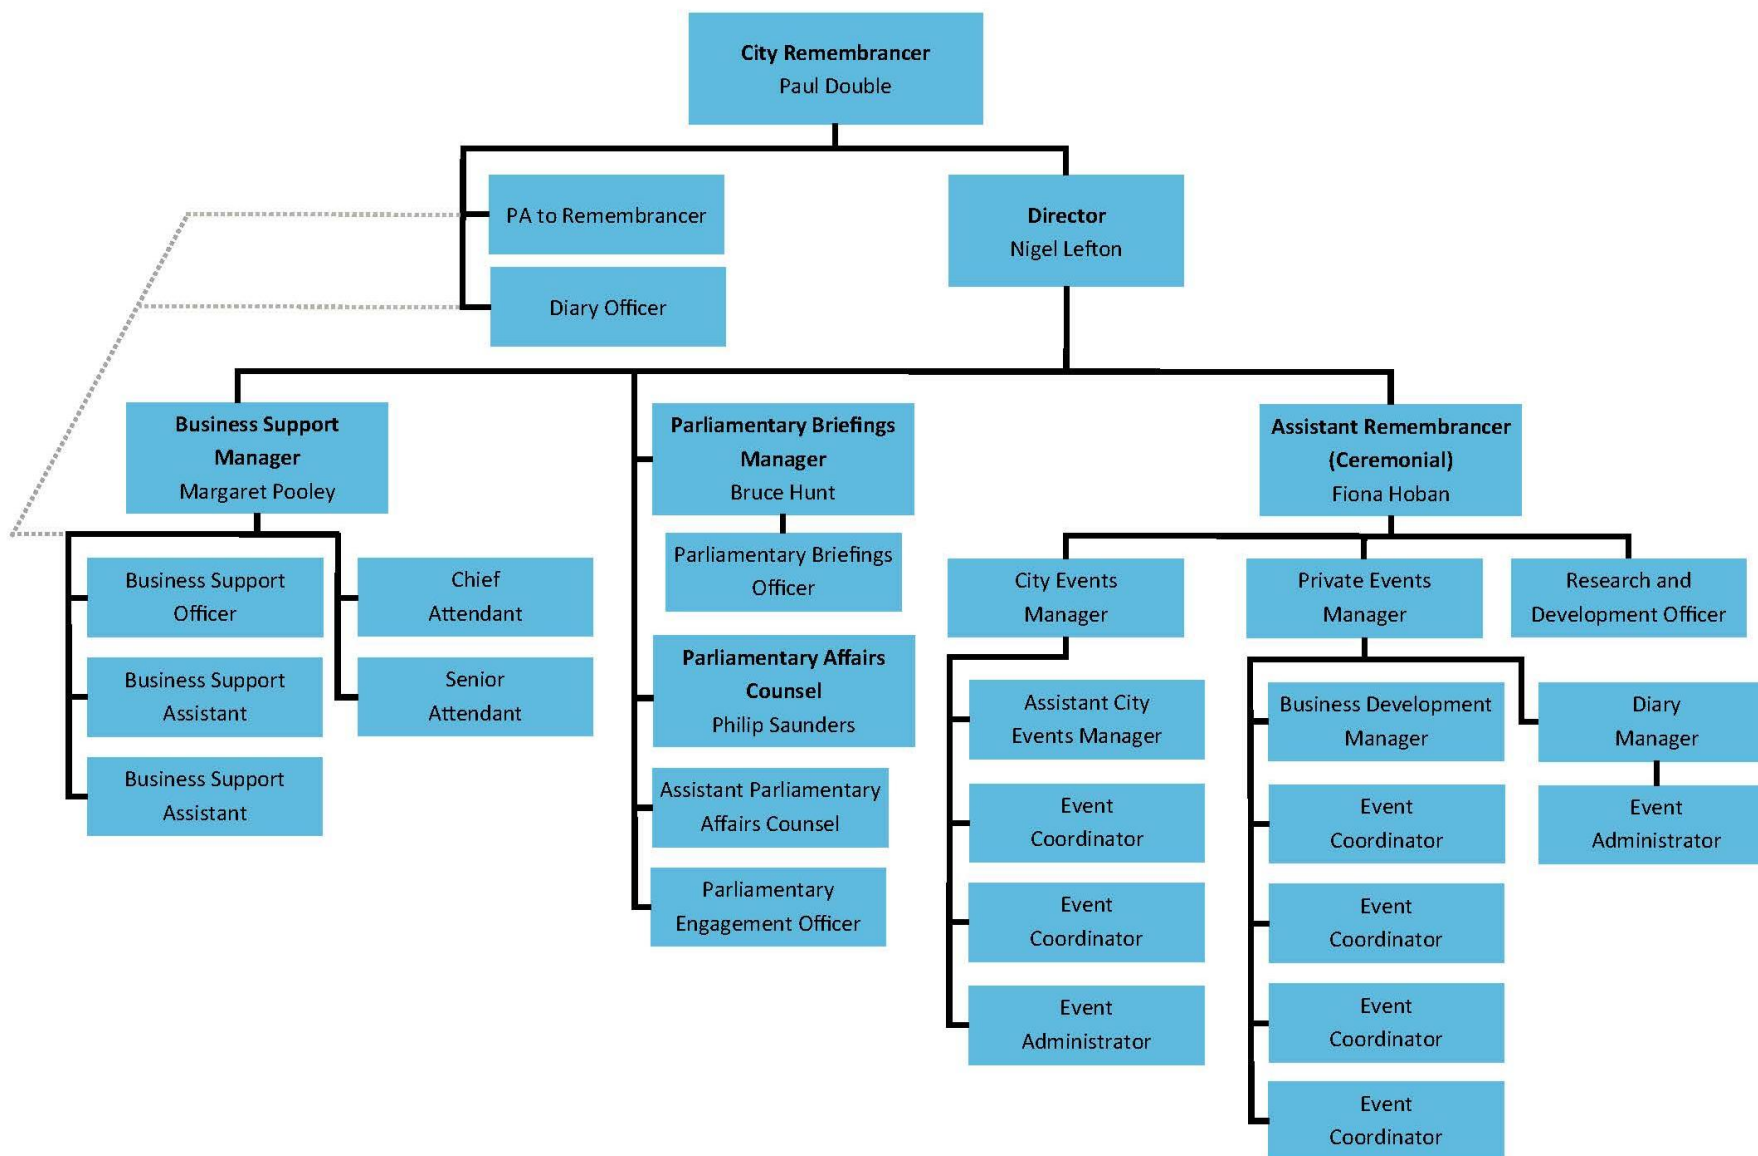 City Remembrancer
Paul Double
PA to Remembrancer
Diary Officer
Director
Nigel Lefton
Business Support
Manager
Margaret Pooley
Business Support
Officer
Business Support
Assistant
Business Support
Assistant
Chief
Attendant
Senior
Attendant
Parliamentary Briefings
Manager
Bruce Hunt
Parliamentary Briefings
Officer
Parliamentary Affairs
Counsel
Philip Saunders
Assistant Parliamentary
Affairs Counsel
Parliamentary
Engagement Officer
Assistant Remembrancer
(Ceremonial)
Fiona Hoban
City Events
Manager
Assistant City
Events Manager
Event
Coordinator
Event
Coordinator
Event
Administrator
Private Events
Manager
Business Development
Manager
Event
Coordinator
Event
Coordinator
Event
Coordinator
Event
Coordinator
Diary
Manager
Event
Administrator
Research and
Development Officer